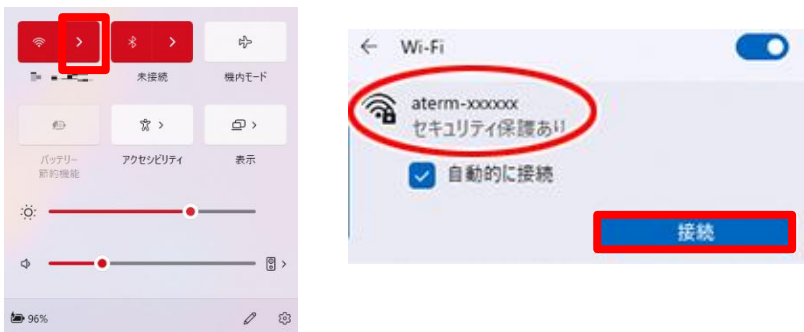 未接続
機内モード
バッテリー
節約機能
アクセシビリティ
表示
96%
Wi-Fi
aterm-xxxxxx
セキュリティ保護あり
自動的に接続
接続